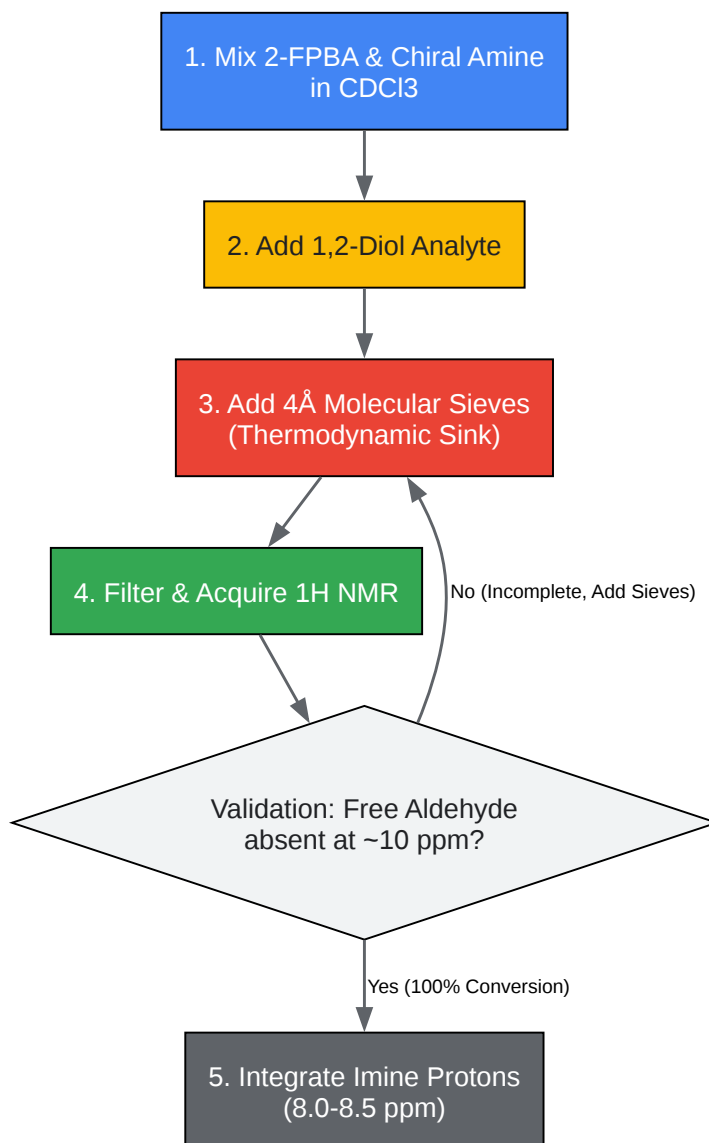 1. Mix 2-FPBA & Chiral Amine
in CDCl3
2. Add 1,2-Diol Analyte
3. Add 4Å Molecular Sieves
(Thermodynamic Sink)
4. Filter & Acquire 1H NMR
No (Incomplete, Add Sieves)
Validation: Free Aldehyde
absent at ~10 ppm?
Yes (100% Conversion)
5. Integrate Imine Protons
(8.0-8.5 ppm)